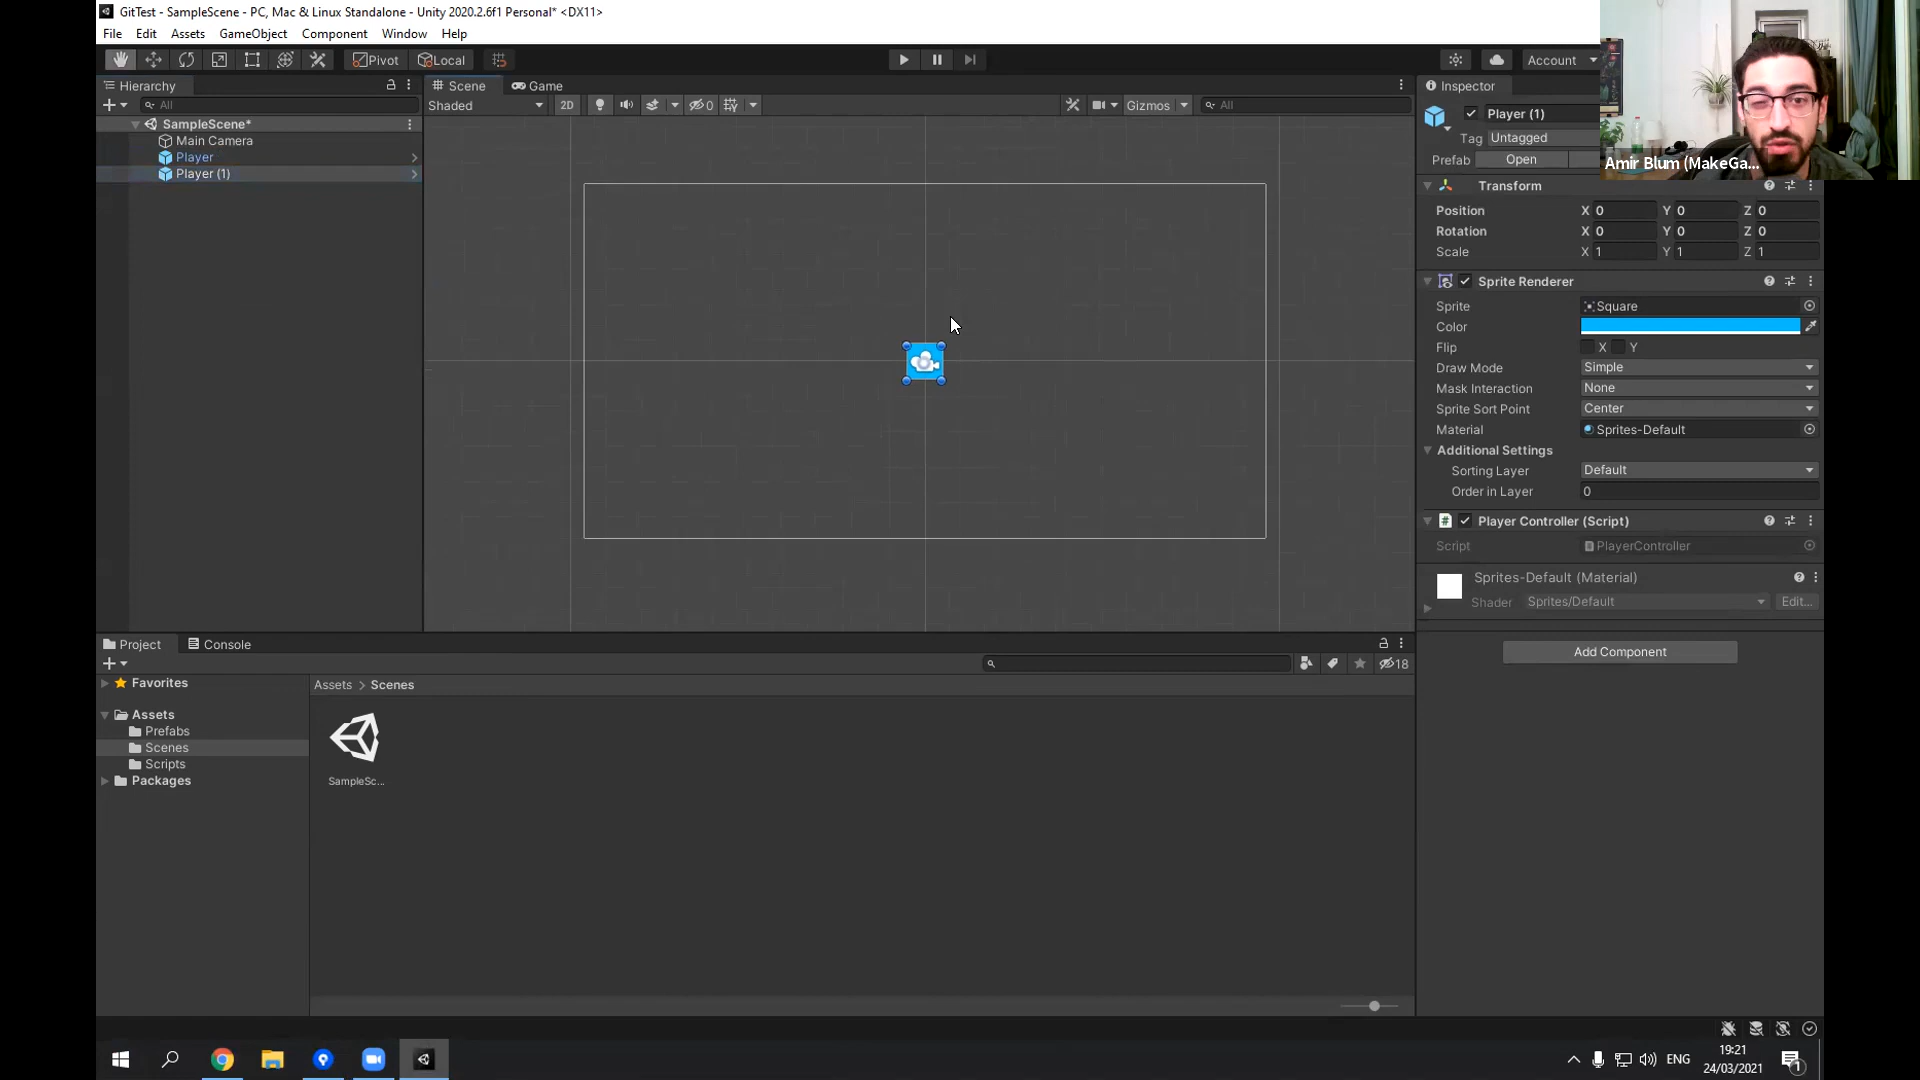 GitTest - SampleScene - PC, Mac & Linux Standalone - Unity 2020.2.6f1 Personal* <DX11>
File Edit Assets GameObject Component Window Help
Pivot Local Account
Hierarchy
All
SampleScene*
Main Camera
Player
Player (1)
Scene Game
Shaded 2D 0 Gizmos All
Inspector
Player (1)
Tag Untagged
Prefab Open
Amir Blum (MakeGa...
Transform
Position X 0 Y 0 Z 0
Rotation X 0 Y 0 Z 0
Scale X 1 Y 1 Z 1
Sprite Renderer
Sprite Square
Color
Flip X Y
Draw Mode Simple
Mask Interaction None
Sprite Sort Point Center
Material Sprites-Default
Additional Settings
Sorting Layer Default
Order in Layer 0
Player Controller (Script)
Script PlayerController
Sprites-Default (Material)
Shader Sprites/Default Edit...
Add Component
Project Console
18
Favorites
Assets
Prefabs
Scenes
Scripts
Packages
Assets > Scenes
SampleSc...
ENG
19:21
24/03/2021
1